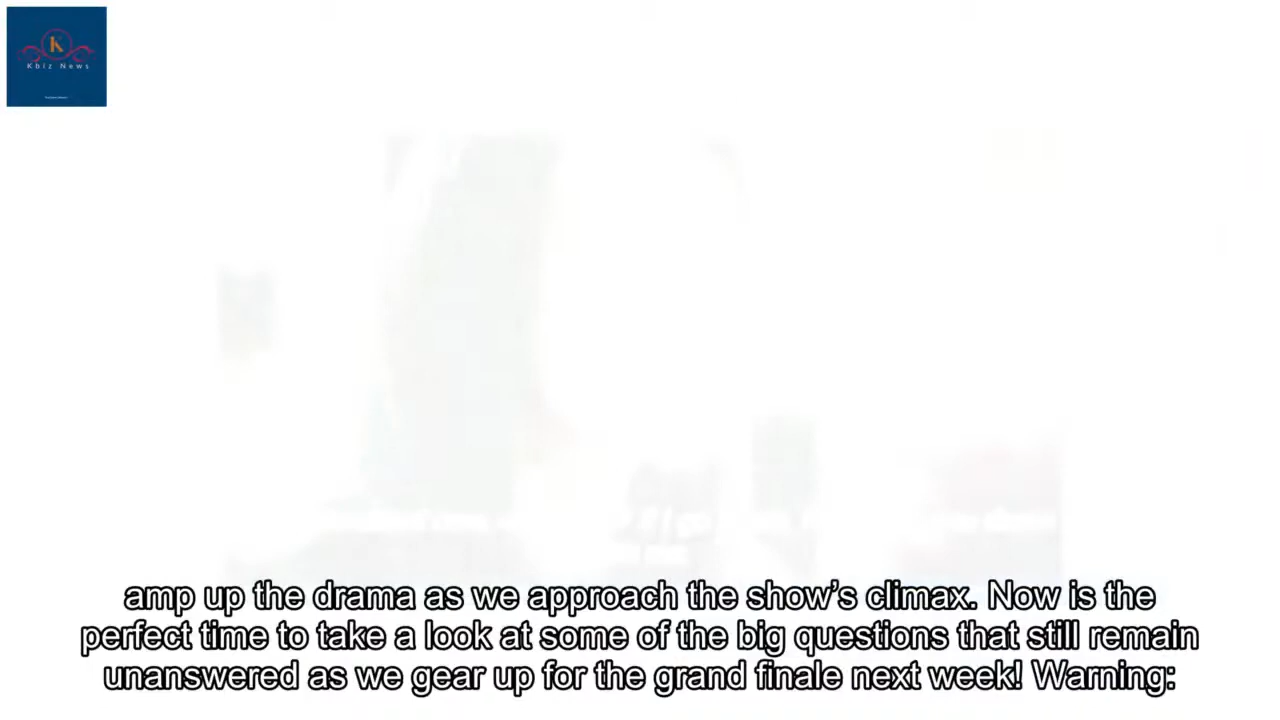 K
Kbiz News
amp up the drama as we approach the show’s climax. Now is the
perfect time to take a look at some of the big questions that still remain
unanswered as we gear up for the grand finale next week! Warning: